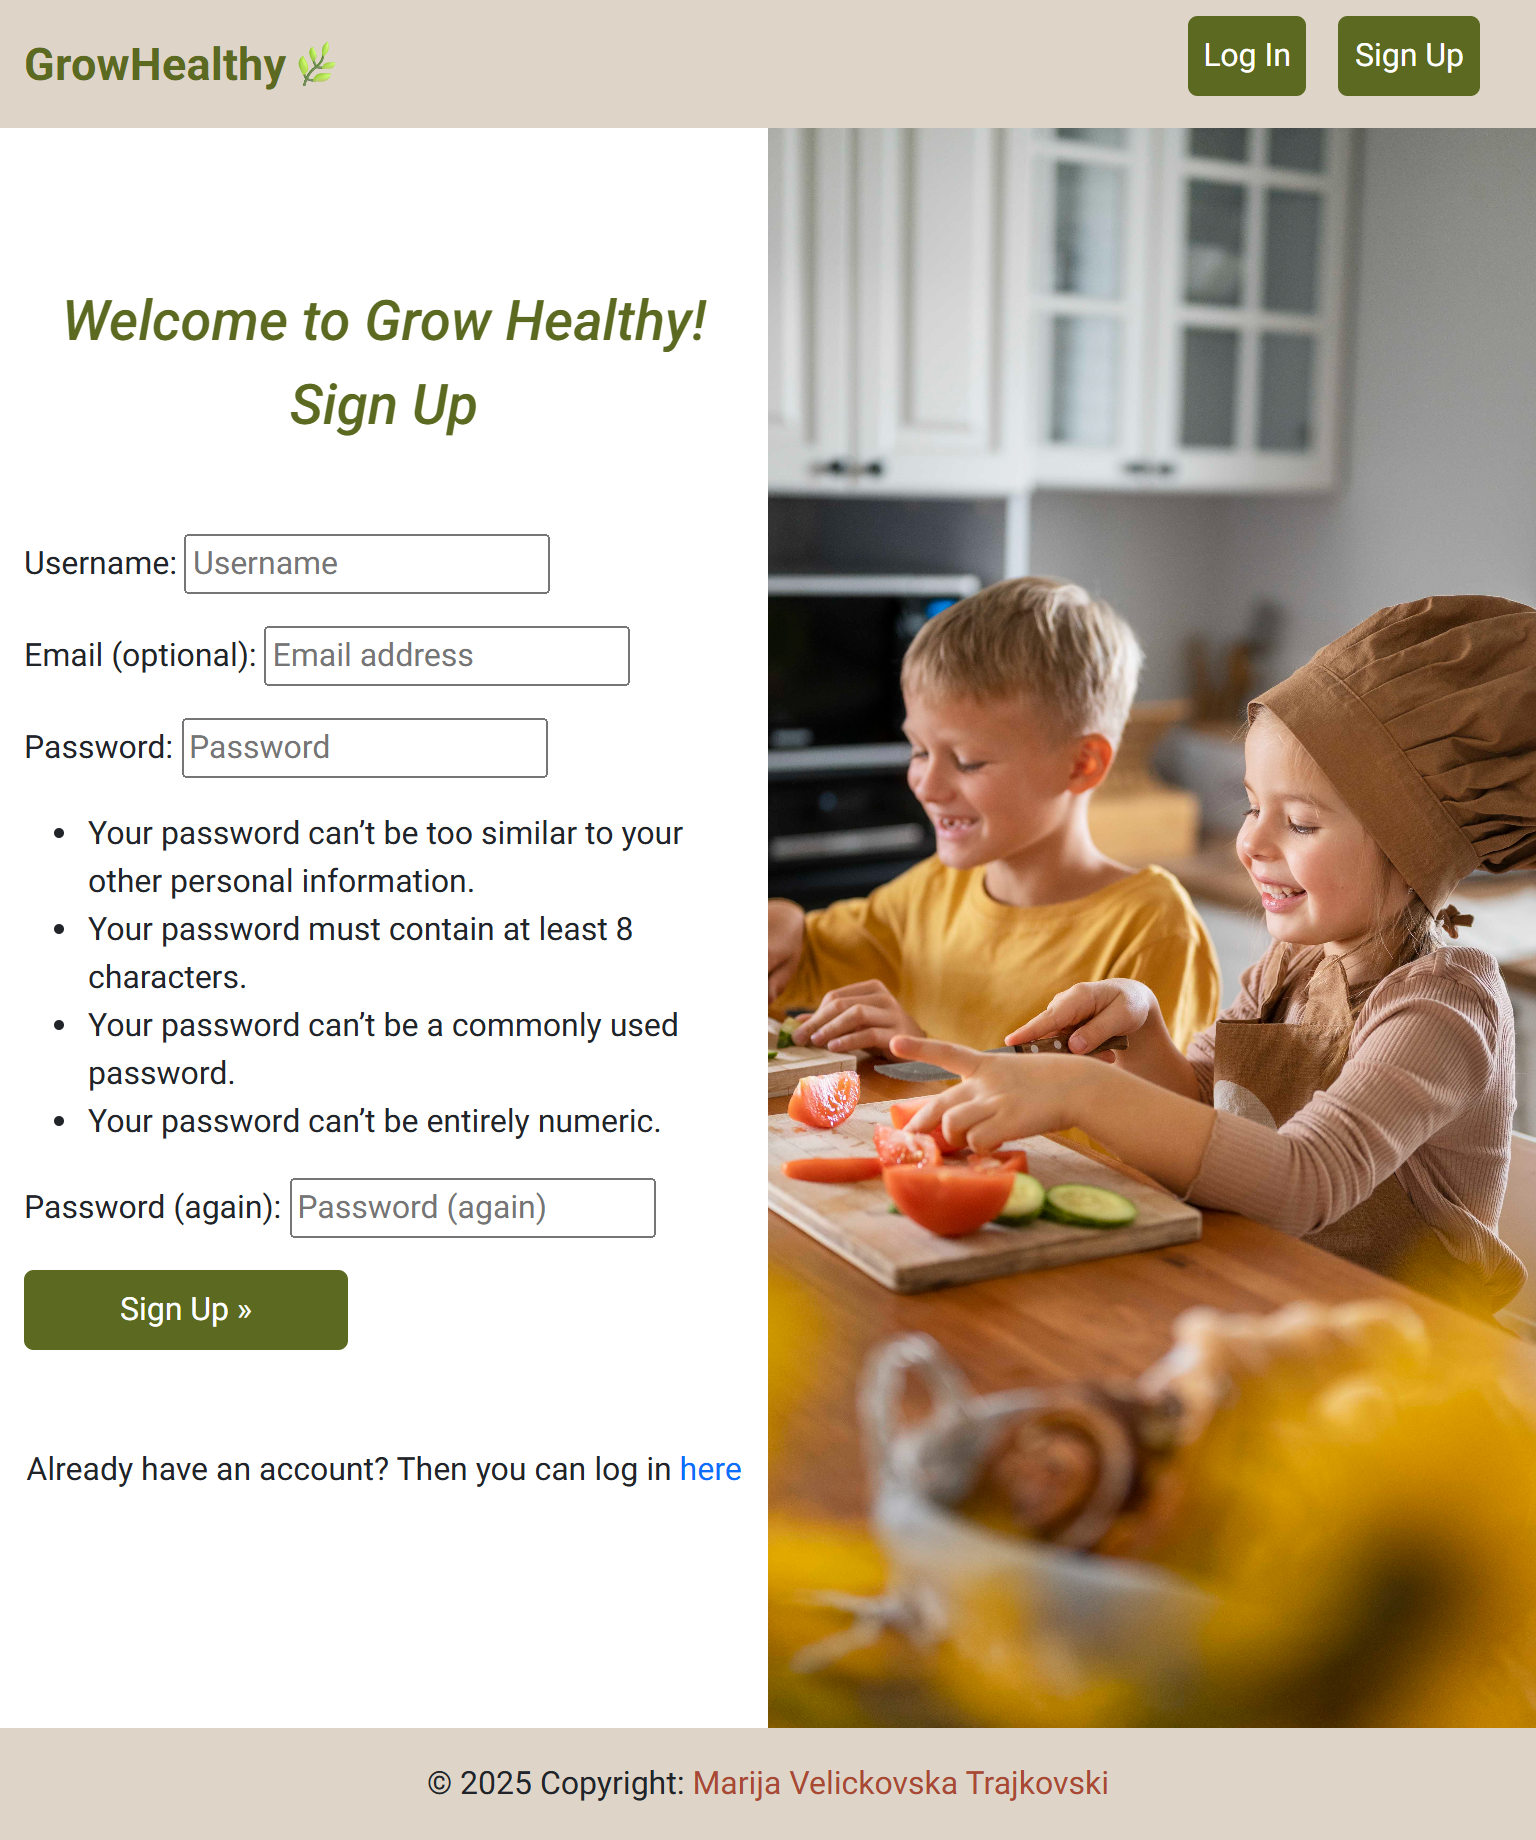 GrowHealthy
Log In
Sign Up
Welcome to Grow Healthy!
Sign Up
Username: Username
Email (optional): Email address
Password: Password
• Your password can’t be too similar to your
other personal information.
• Your password must contain at least 8
characters.
• Your password can’t be a commonly used
password.
• Your password can’t be entirely numeric.
Password (again): Password (again)
Sign Up »
Already have an account? Then you can log in here
© 2025 Copyright: Marija Velickovska Trajkovski